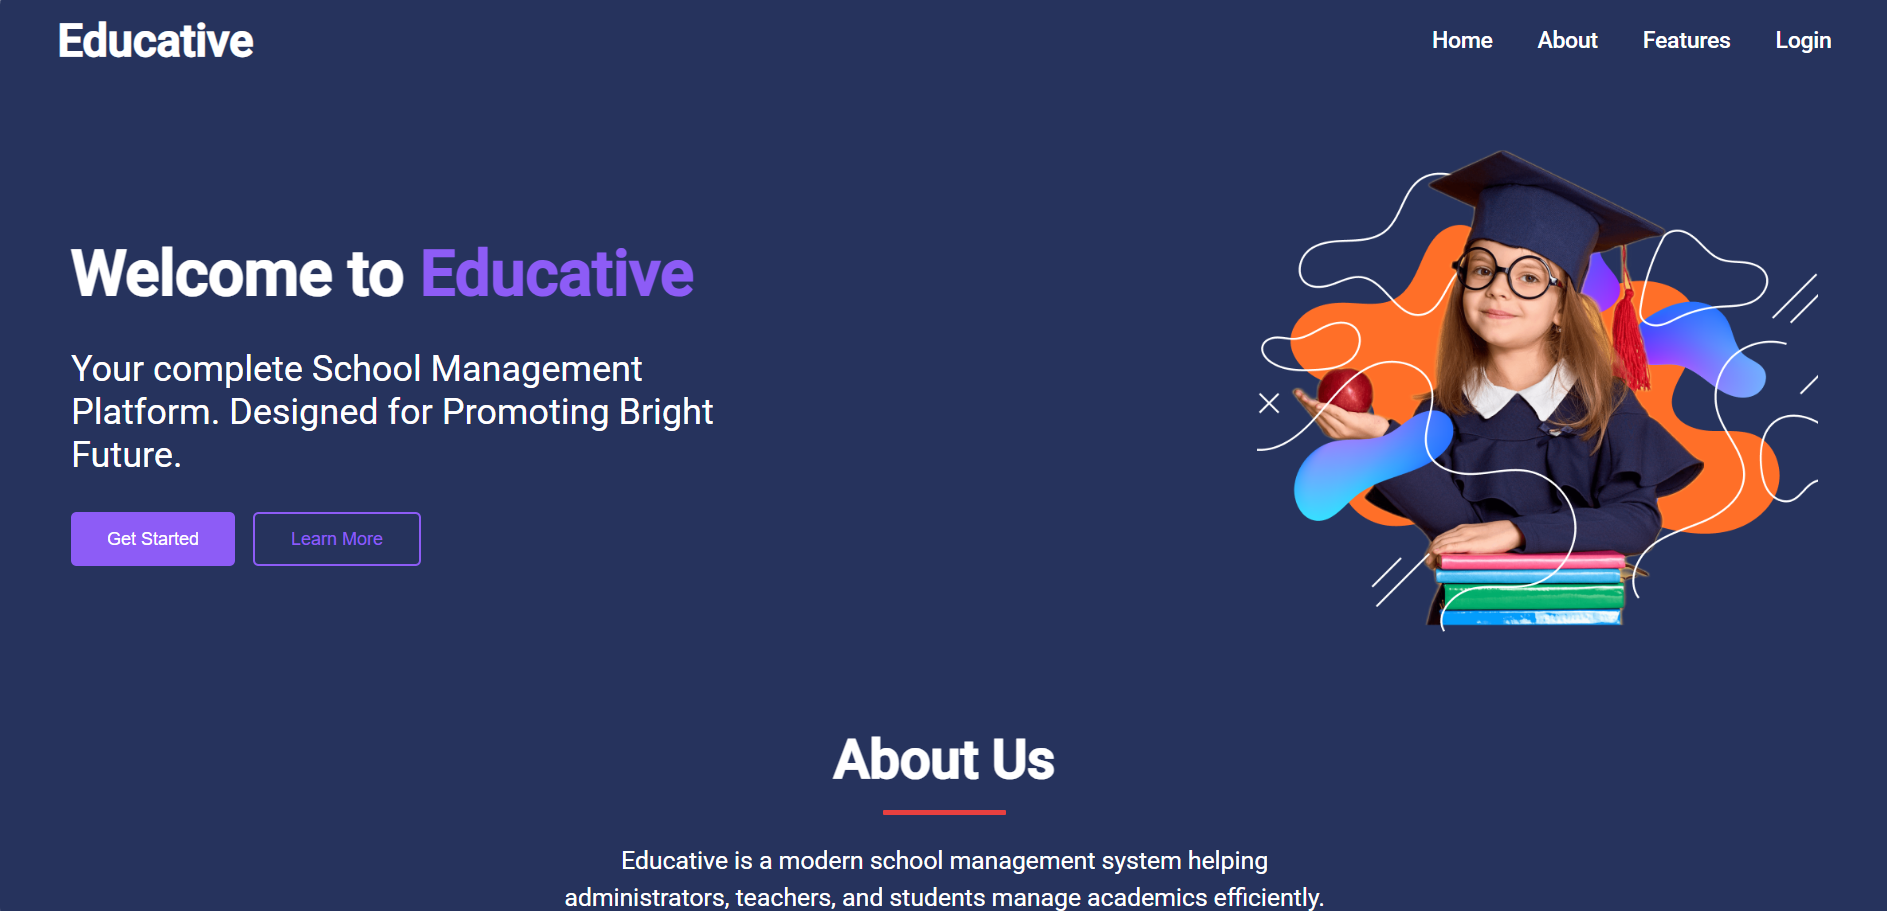 Educative
Home About Features Login
Welcome to Educative
Your complete School Management
Platform. Designed for Promoting Bright
Future.
Get Started Learn More
About Us
Educative is a modern school management system helping
administrators, teachers, and students manage academics efficiently.